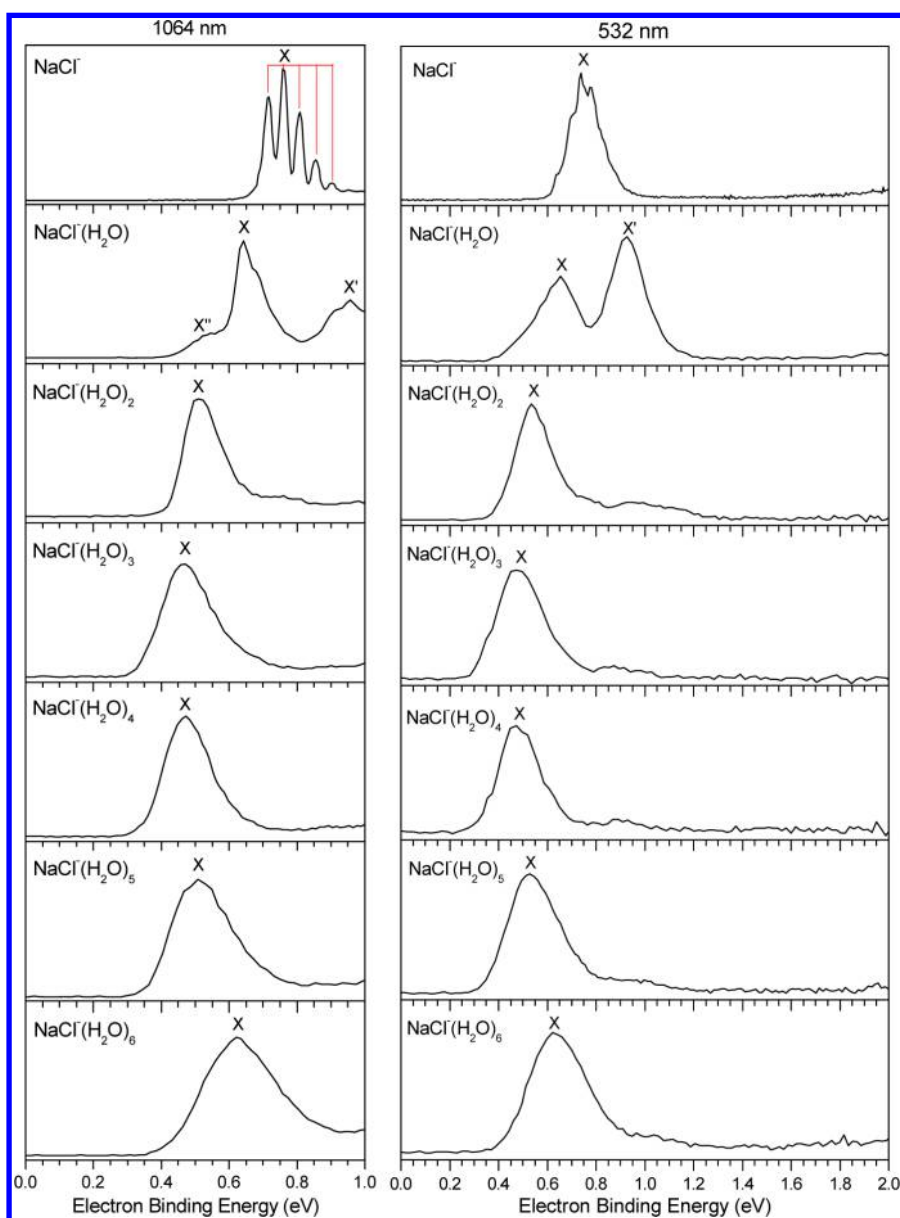 1064 nm
532 nm
NaCl⁻
X
NaCl⁻
X
NaCl⁻(H₂O)
X
X''
X'
NaCl⁻(H₂O)
X
X'
NaCl⁻(H₂O)₂
X
NaCl⁻(H₂O)₂
X
NaCl⁻(H₂O)₃
X
NaCl⁻(H₂O)₃
X
NaCl⁻(H₂O)₄
X
NaCl⁻(H₂O)₄
X
NaCl⁻(H₂O)₅
X
NaCl⁻(H₂O)₅
X
NaCl⁻(H₂O)₆
X
NaCl⁻(H₂O)₆
X
0.0 0.2 0.4 0.6 0.8 1.0
0.0 0.2 0.4 0.6 0.8 1.0 1.2 1.4 1.6 1.8 2.0
Electron Binding Energy (eV)
Electron Binding Energy (eV)